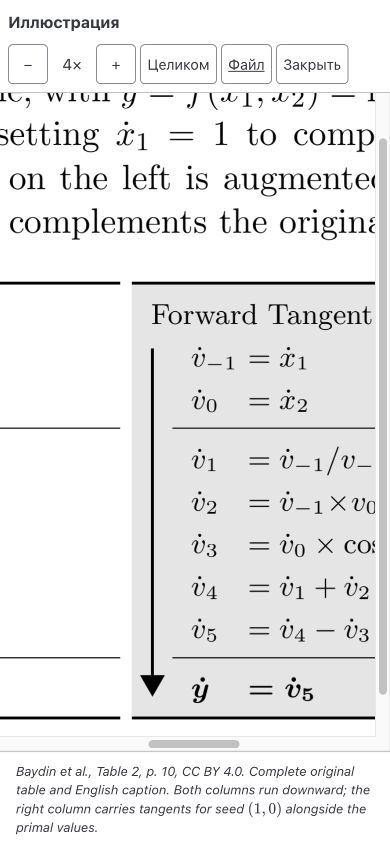 Иллюстрация
− 4× + Целиком Файл Закрыть
setting ẋ₁ = 1 to comp
on the left is augmented
complements the origina
Forward Tangent
v̇₋₁ = ẋ₁
v̇₀ = ẋ₂
v̇₁ = v̇₋₁/v₋
v̇₂ = v̇₋₁×v₀
v̇₃ = v̇₀ × cos
v̇₄ = v̇₁ + v̇₂
v̇₅ = v̇₄ − v̇₃
ẏ = v̇₅
Baydin et al., Table 2, p. 10, CC BY 4.0. Complete original
table and English caption. Both columns run downward; the
right column carries tangents for seed (1, 0) alongside the
primal values.